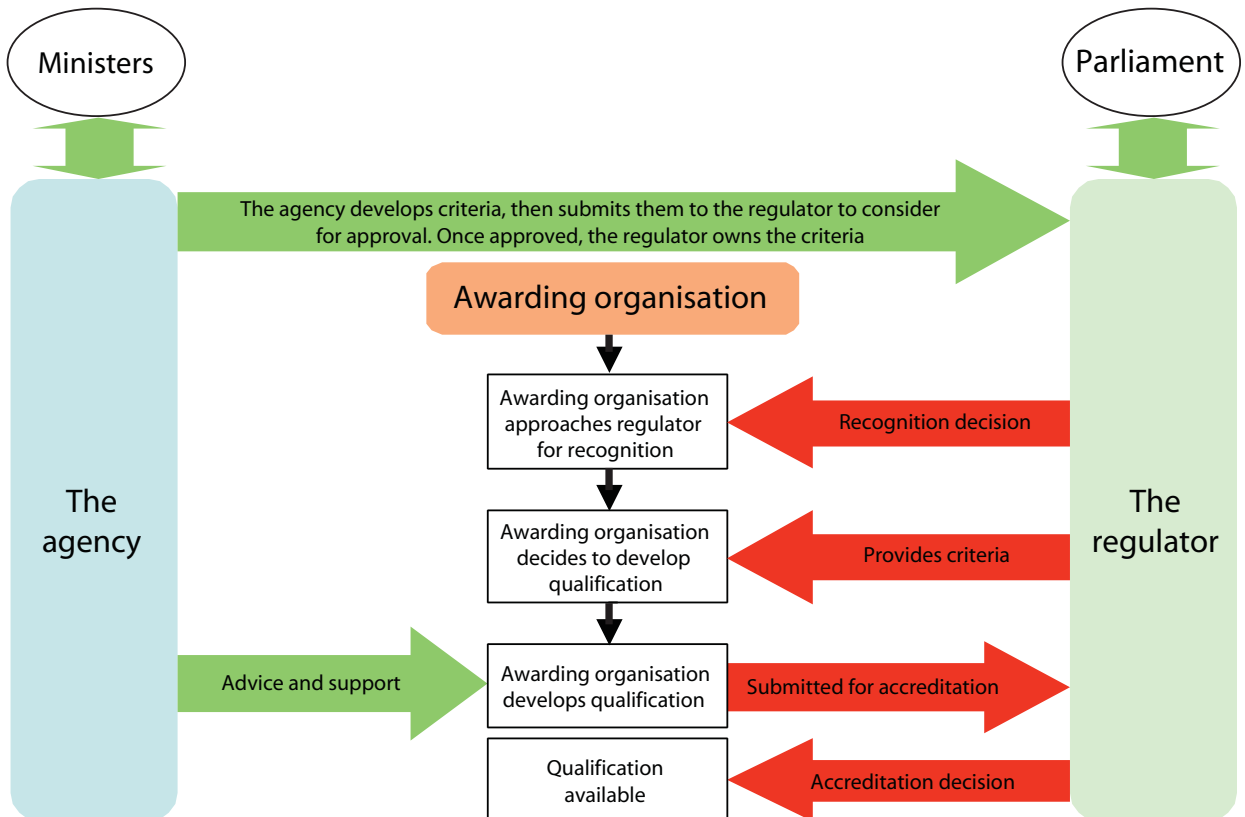 Ministers
Parliament
The agency develops criteria, then submits them to the regulator to consider
for approval. Once approved, the regulator owns the criteria
Awarding organisation
Awarding organisation
approaches regulator
for recognition
Recognition decision
The
agency
The
regulator
Awarding organisation
decides to develop
qualification
Provides criteria
Advice and support
Awarding organisation
develops qualification
Submitted for accreditation
Qualification
available
Accreditation decision